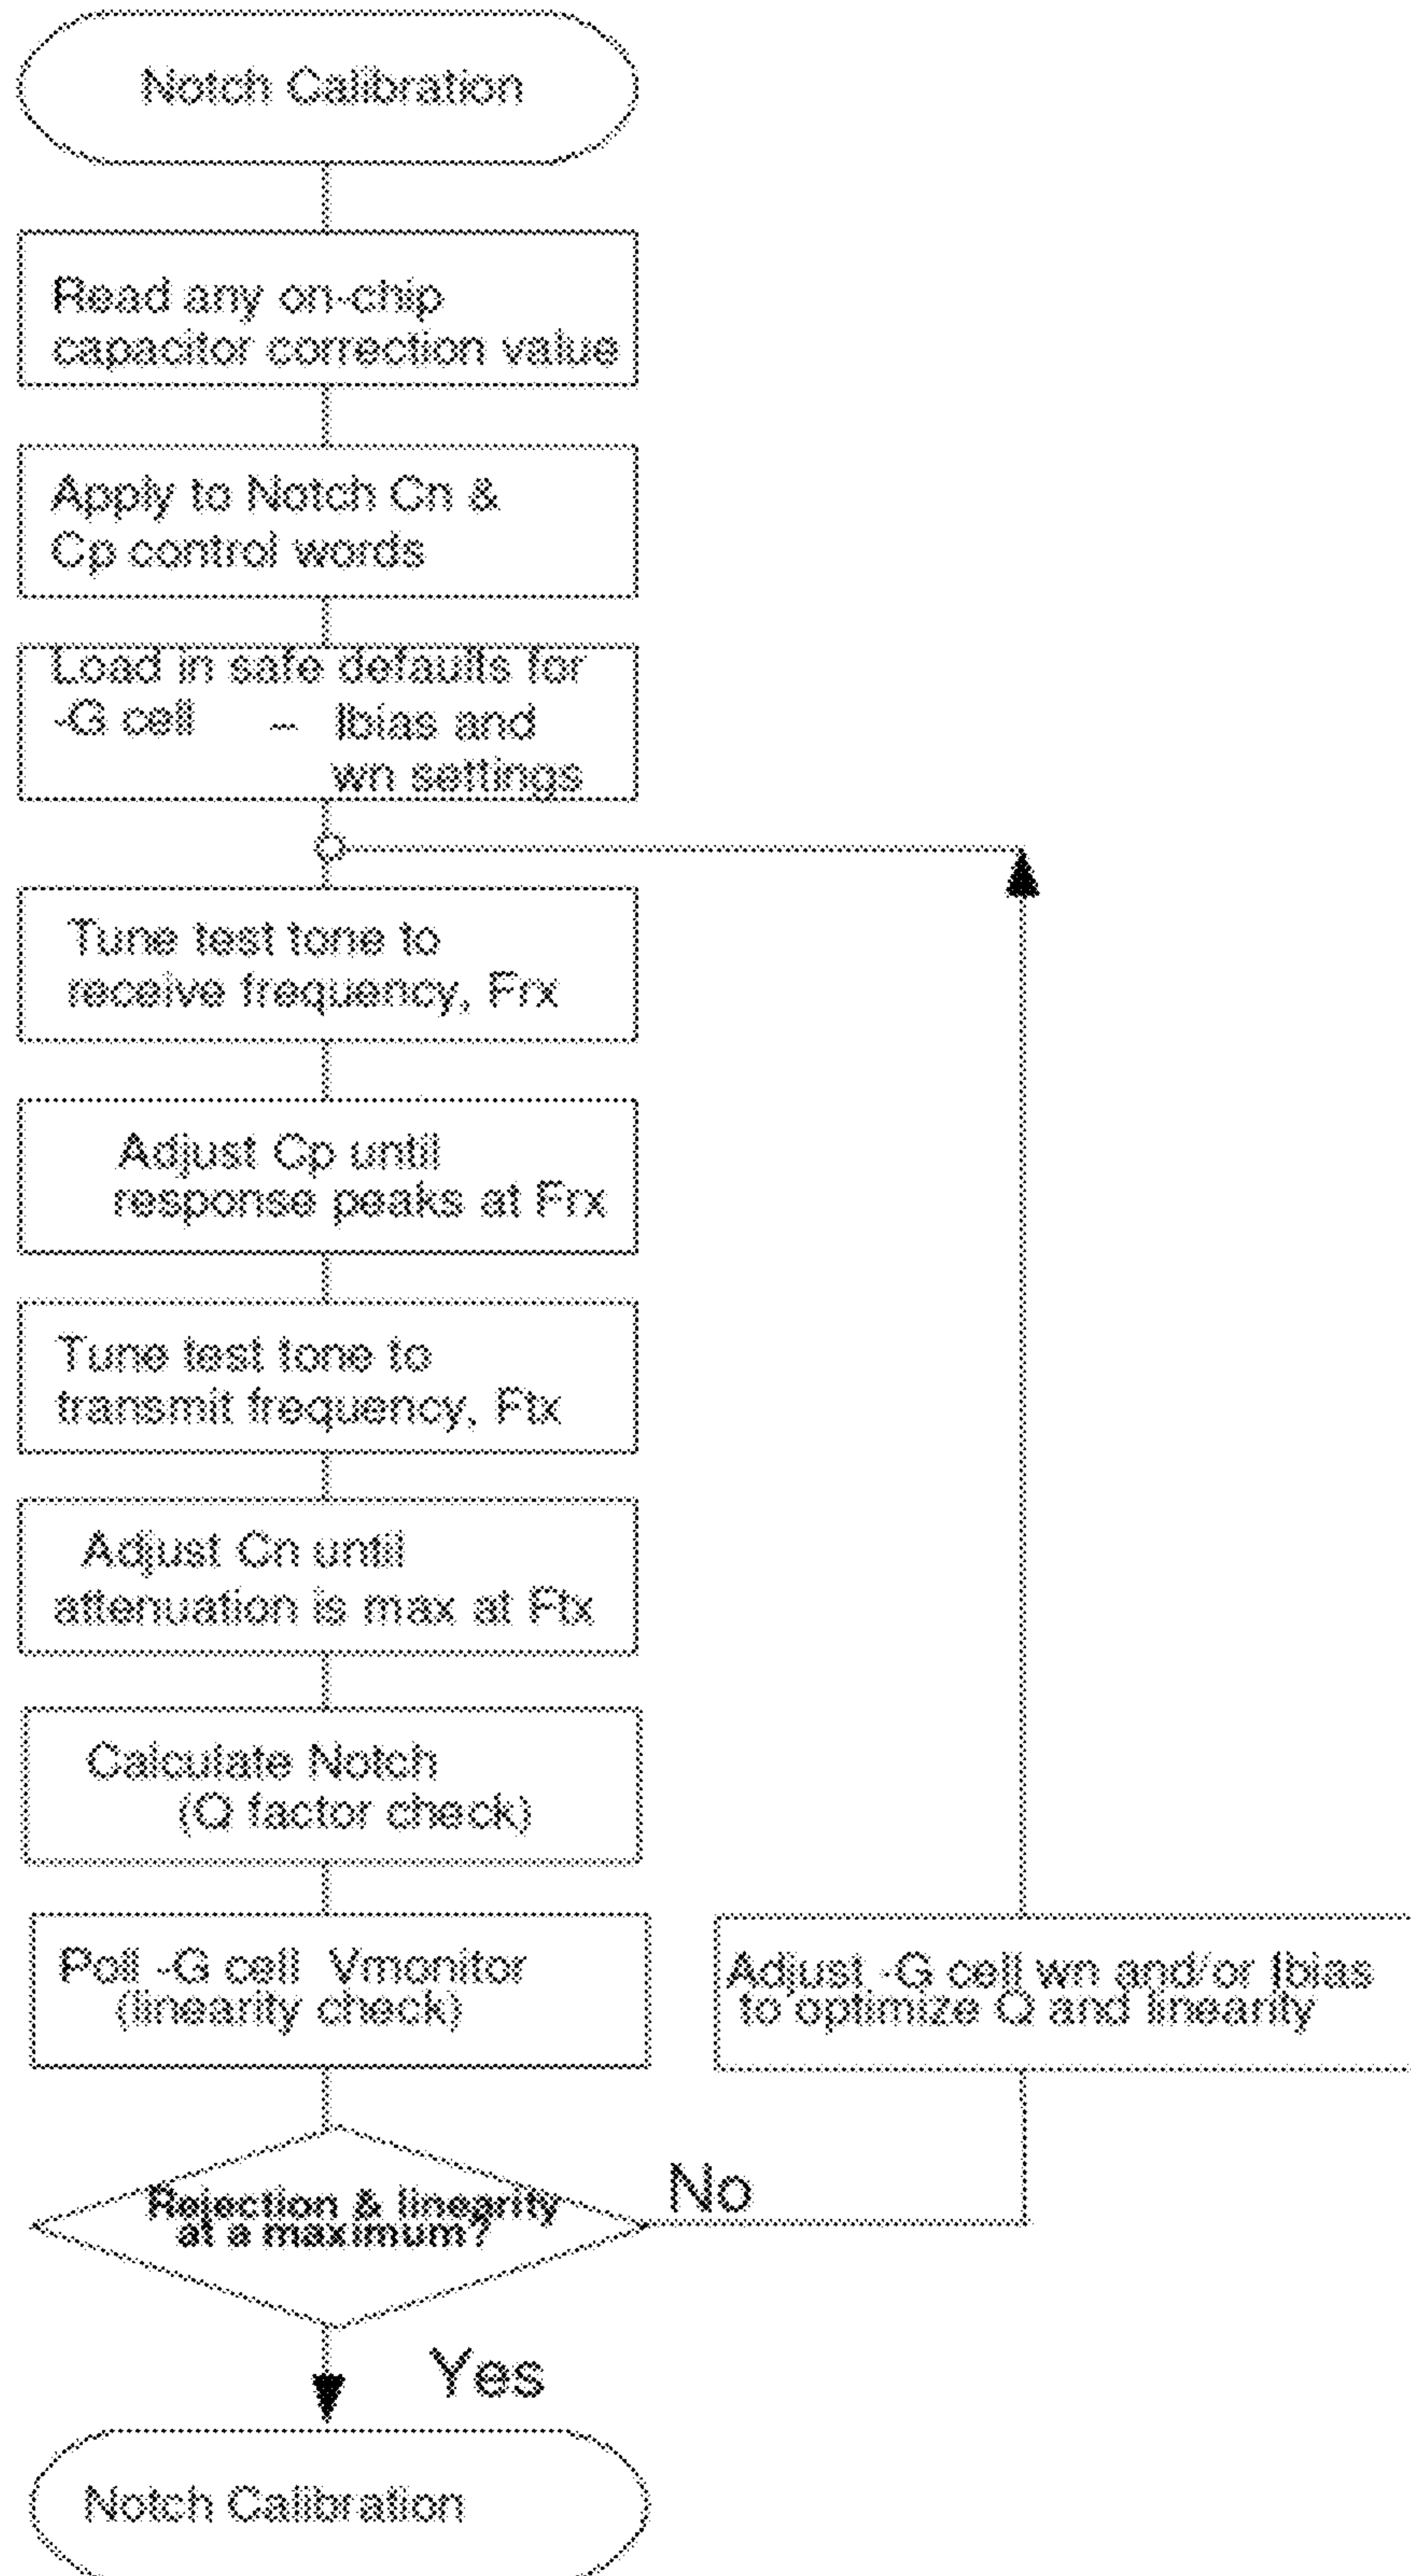 Notch Calibration
Read any on-chip
capacitor correction value
Apply to Notch Cn &
Cp control words
Load in safe defaults for
-G cell – Ibias and
wn settings
Tune test tone to
receive frequency, Frx
Adjust Cp until
response peaks at Frx
Tune test tone to
transmit frequency, Ftx
Adjust Cn until
attenuation is max at Ftx
Calculate Notch
(Q factor check)
Poll -G cell Vmonitor
(linearity check)
Adjust -G cell wn and/or Ibias
to optimize Q and linearity
Rejection & linearity
at a maximum?
No
Yes
Notch Calibration